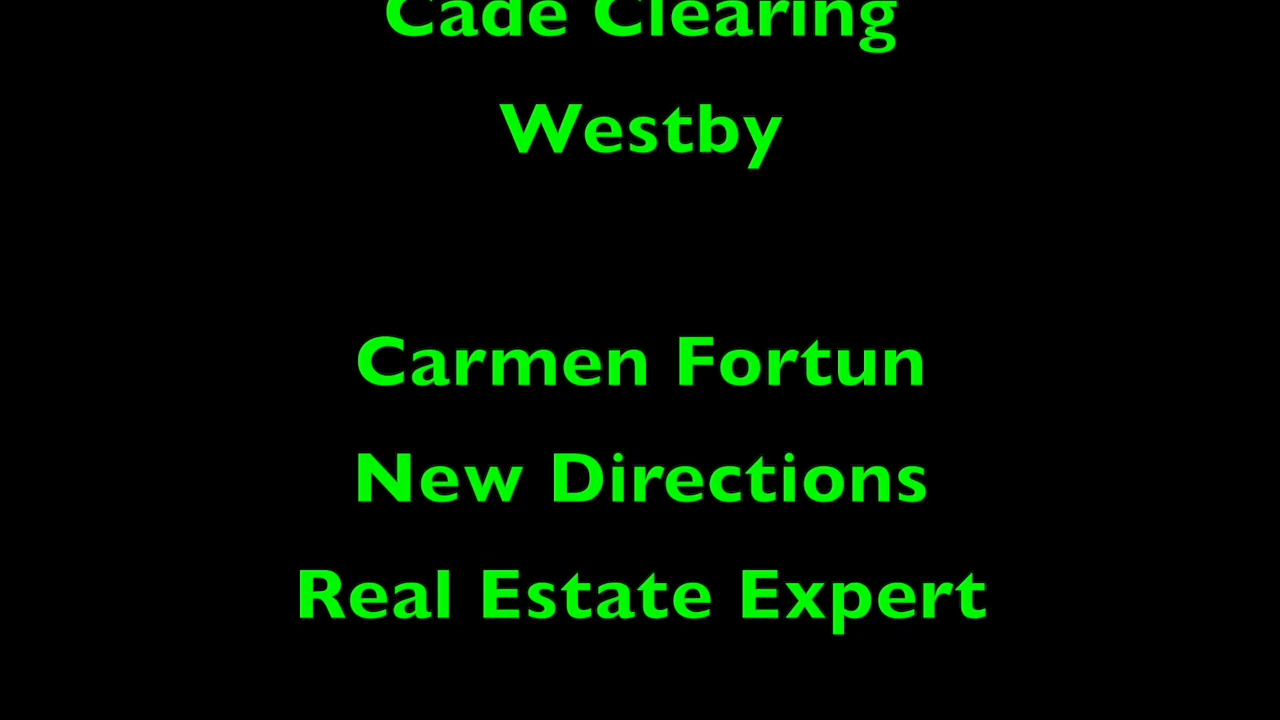 Cade Clearing
Westby
Carmen Fortun
New Directions
Real Estate Expert